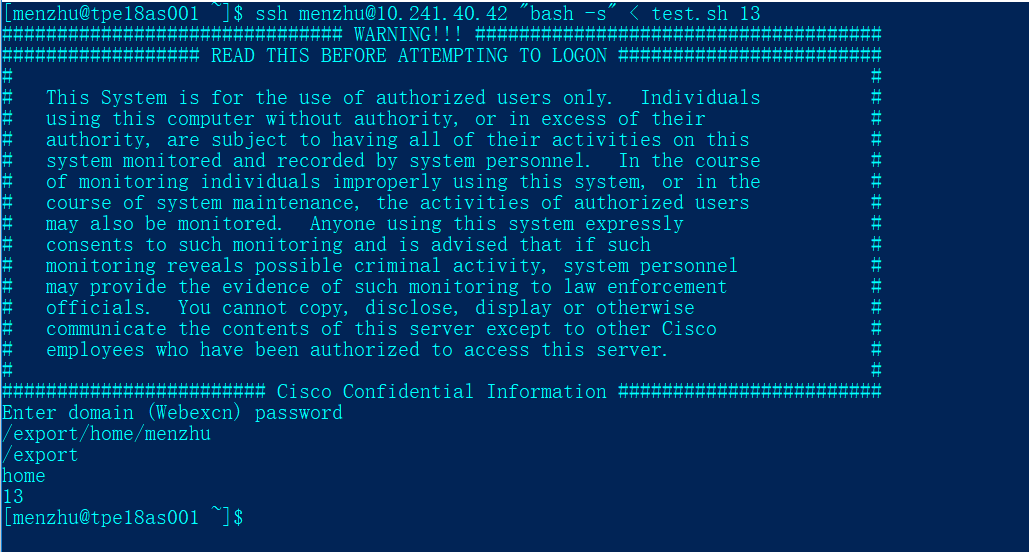 [menzhu@tpe18as001 ~]$ ssh menzhu@10.241.40.42 "bash -s" < test.sh 13
############################### WARNING!!! #####################################
################## READ THIS BEFORE ATTEMPTING TO LOGON ########################
#                                                                              #
#   This System is for the use of authorized users only.  Individuals          #
#   using this computer without authority, or in excess of their               #
#   authority, are subject to having all of their activities on this           #
#   system monitored and recorded by system personnel.  In the course          #
#   of monitoring individuals improperly using this system, or in the          #
#   course of system maintenance, the activities of authorized users           #
#   may also be monitored.  Anyone using this system expressly                 #
#   consents to such monitoring and is advised that if such                    #
#   monitoring reveals possible criminal activity, system personnel            #
#   may provide the evidence of such monitoring to law enforcement             #
#   officials.  You cannot copy, disclose, display or otherwise                #
#   communicate the contents of this server except to other Cisco              #
#   employees who have been authorized to access this server.                  #
#                                                                              #
######################## Cisco Confidential Information ########################
Enter domain (Webexcn) password
/export/home/menzhu
/export
home
13
[menzhu@tpe18as001 ~]$